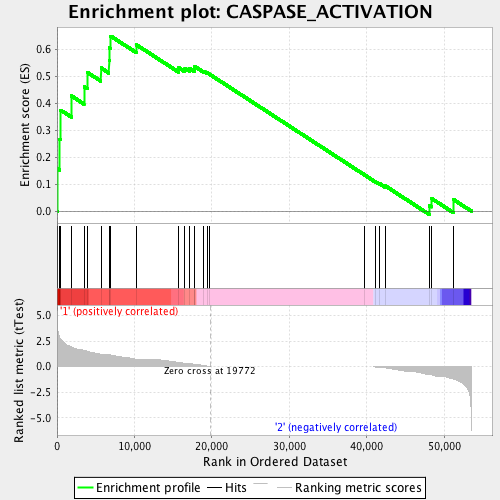 Enrichment plot: CASPASE_ACTIVATION
Enrichment score (ES)
0.6
0.5
0.4
0.3
0.2
0.1
0.0
'1' (positively correlated)
Ranked list metric (tTest)
5.0
2.5
0.0
-2.5
-5.0
Zero cross at 19772
'2' (negatively correlated)
0 10,000 20,000 30,000 40,000 50,000
Rank in Ordered Dataset
Enrichment profile Hits Ranking metric scores